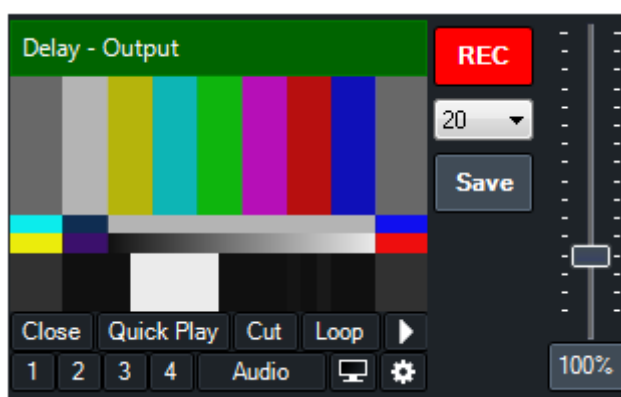 Delay - Output
REC
20
Save
Close Quick Play Cut Loop
1 2 3 4 Audio
100%